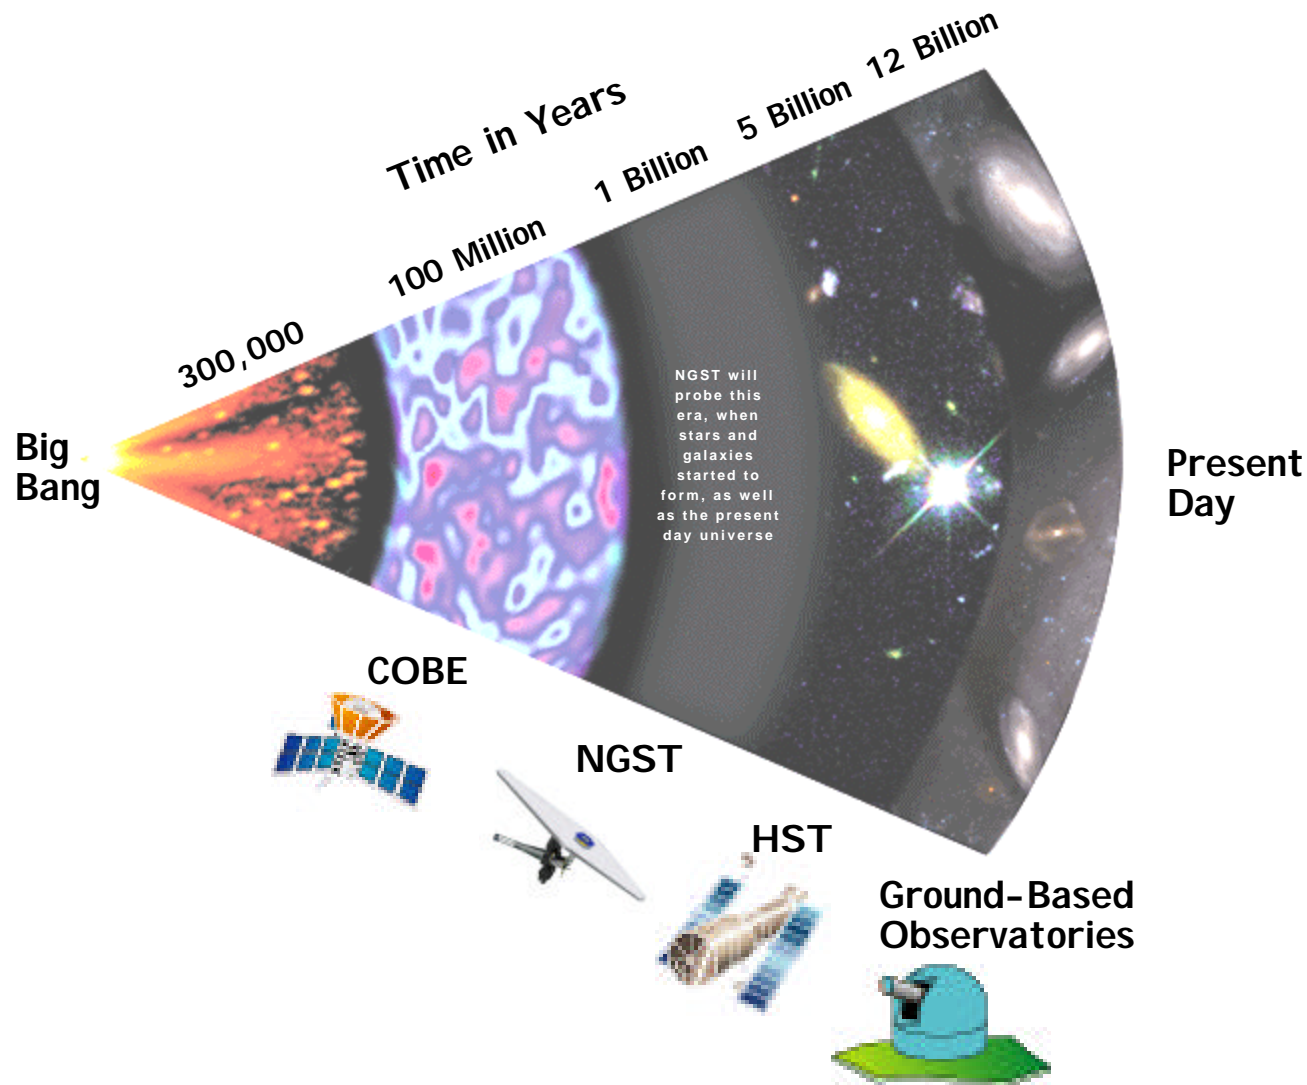 Time in Years
300,000
100 Million
1 Billion
5 Billion
12 Billion
Big
Bang
NGST will
probe this
era, when
stars and
galaxies
started to
form, as well
as the present
day universe
Present
Day
COBE
NGST
HST
Ground-Based
Observatories